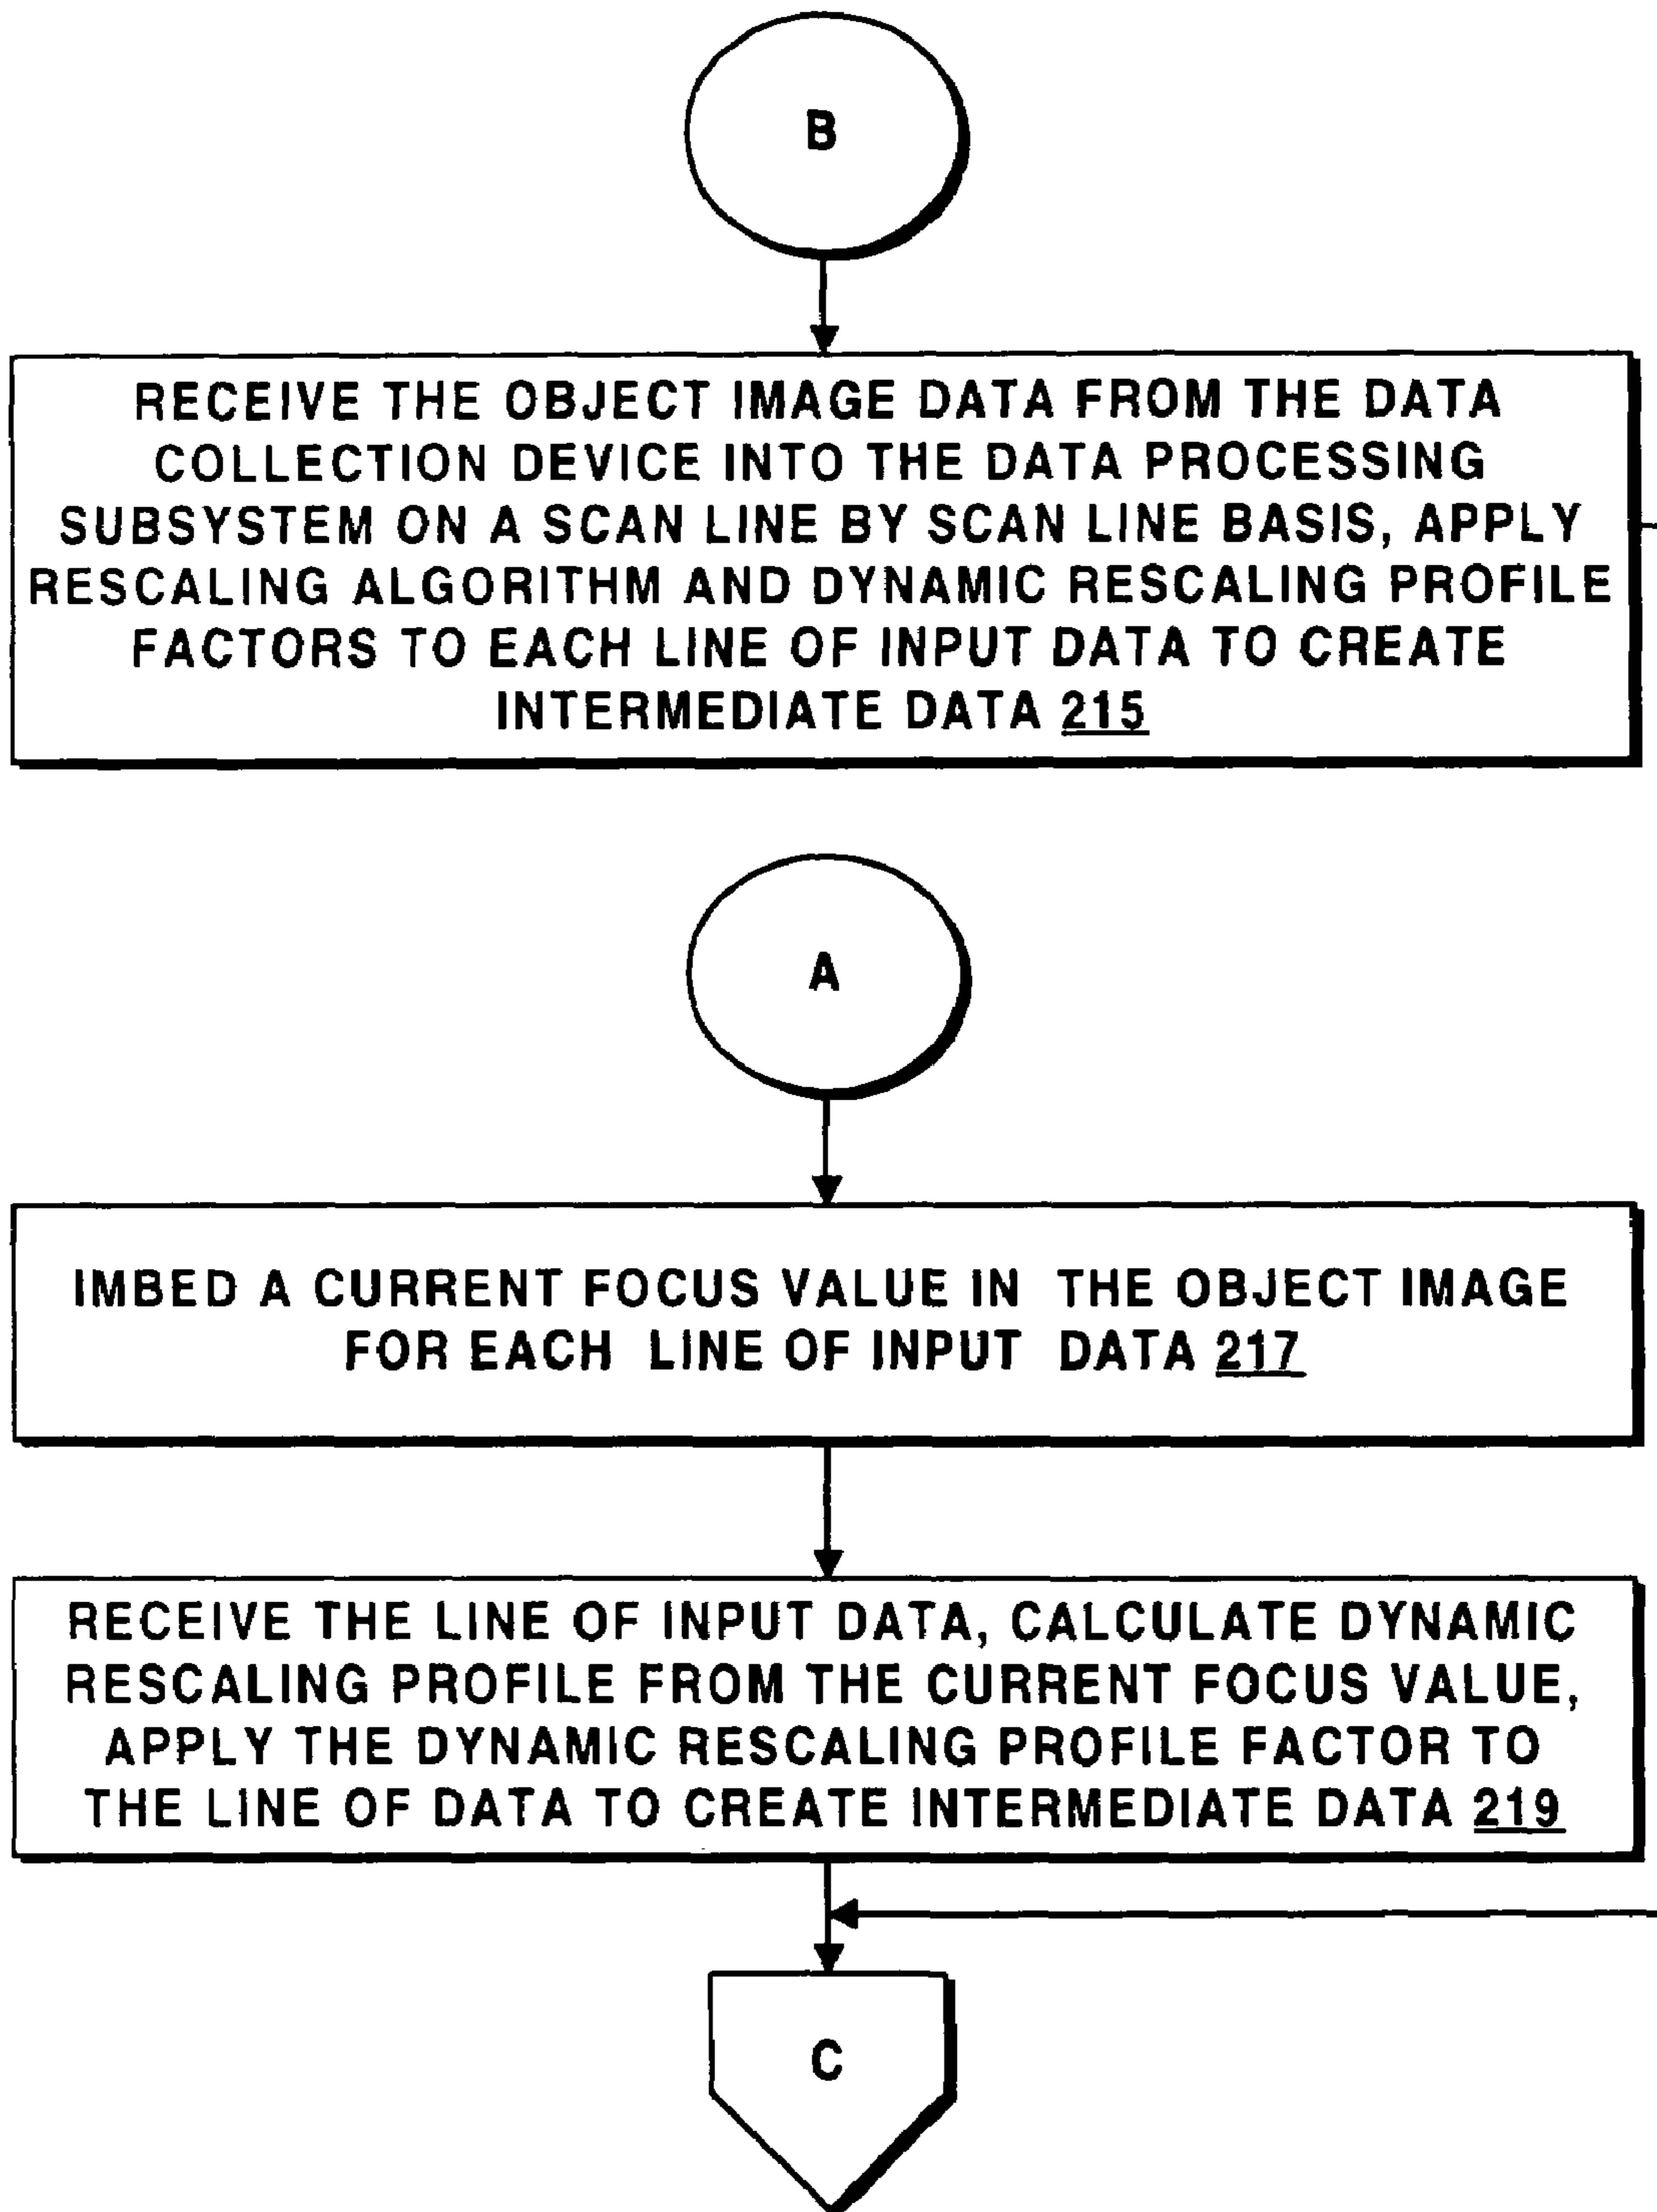 B
RECEIVE THE OBJECT IMAGE DATA FROM THE DATA
COLLECTION DEVICE INTO THE DATA PROCESSING
SUBSYSTEM ON A SCAN LINE BY SCAN LINE BASIS, APPLY
RESCALING ALGORITHM AND DYNAMIC RESCALING PROFILE
FACTORS TO EACH LINE OF INPUT DATA TO CREATE
INTERMEDIATE DATA 215
A
IMBED A CURRENT FOCUS VALUE IN THE OBJECT IMAGE
FOR EACH LINE OF INPUT DATA 217
RECEIVE THE LINE OF INPUT DATA, CALCULATE DYNAMIC
RESCALING PROFILE FROM THE CURRENT FOCUS VALUE,
APPLY THE DYNAMIC RESCALING PROFILE FACTOR TO
THE LINE OF DATA TO CREATE INTERMEDIATE DATA 219
C